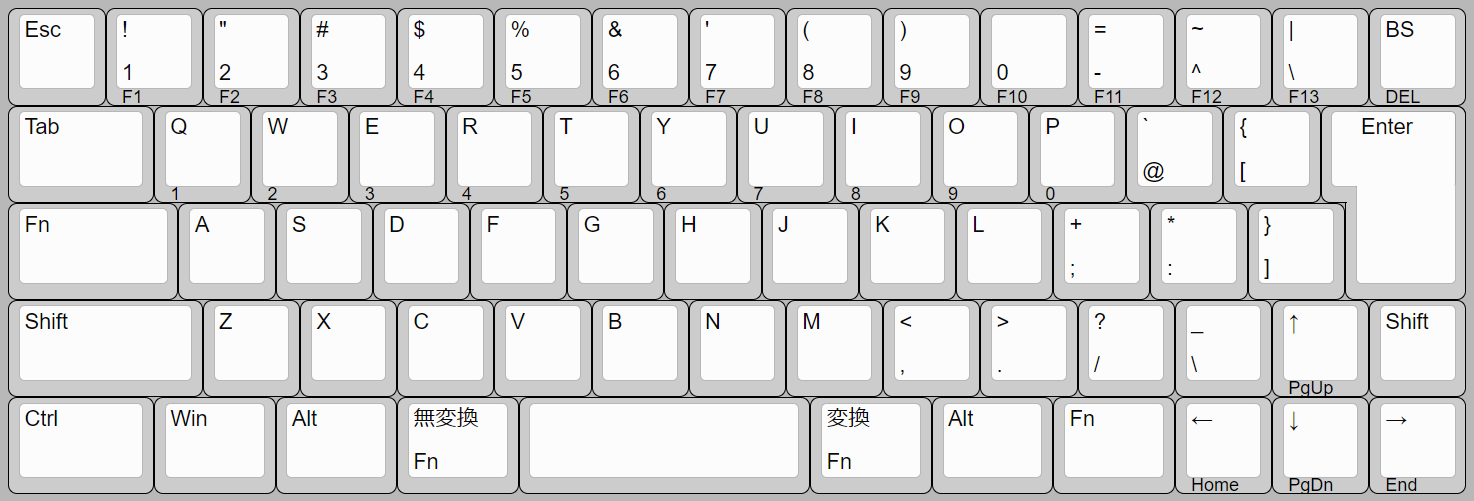 Esc ! " # $ % & ' ( ) = ~ | BS
1 2 3 4 5 6 7 8 9 0 - ^ \
F1 F2 F3 F4 F5 F6 F7 F8 F9 F10 F11 F12 F13 DEL
Tab Q W E R T Y U I O P ` { Enter
@ [
1 2 3 4 5 6 7 8 9 0
Fn A S D F G H J K L + * }
; : ]
Shift Z X C V B N M < > ? _ ↑ Shift
, . / \
PgUp
Ctrl Win Alt 無変換 変換 Alt Fn ← ↓ →
Fn Fn
Home PgDn End